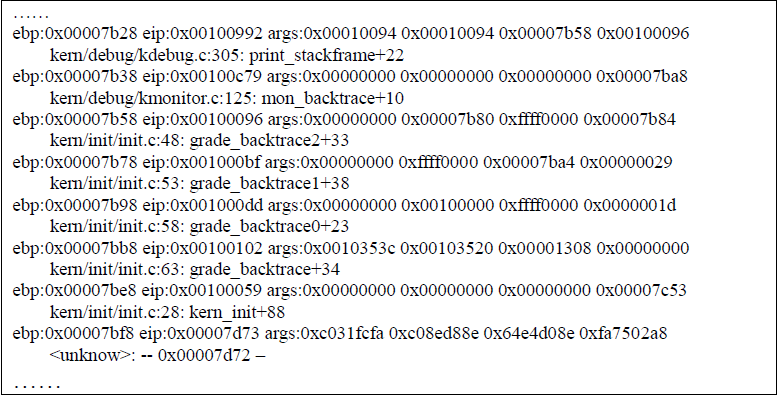 ......
ebp:0x00007b28 eip:0x00100992 args:0x00010094 0x00010094 0x00007b58 0x00100096
kern/debug/kdebug.c:305: print_stackframe+22
ebp:0x00007b38 eip:0x00100c79 args:0x00000000 0x00000000 0x00000000 0x00007ba8
kern/debug/kmonitor.c:125: mon_backtrace+10
ebp:0x00007b58 eip:0x00100096 args:0x00000000 0x00007b80 0xffff0000 0x00007b84
kern/init/init.c:48: grade_backtrace2+33
ebp:0x00007b78 eip:0x001000bf args:0x00000000 0xffff0000 0x00007ba4 0x00000029
kern/init/init.c:53: grade_backtrace1+38
ebp:0x00007b98 eip:0x001000dd args:0x00000000 0x00100000 0xffff0000 0x0000001d
kern/init/init.c:58: grade_backtrace0+23
ebp:0x00007bb8 eip:0x00100102 args:0x0010353c 0x00103520 0x00001308 0x00000000
kern/init/init.c:63: grade_backtrace+34
ebp:0x00007be8 eip:0x00100059 args:0x00000000 0x00000000 0x00000000 0x00007c53
kern/init/init.c:28: kern_init+88
ebp:0x00007bf8 eip:0x00007d73 args:0xc031fcfa 0xc08ed88e 0x64e4d08e 0xfa7502a8
<unknow>: -- 0x00007d72 –
......